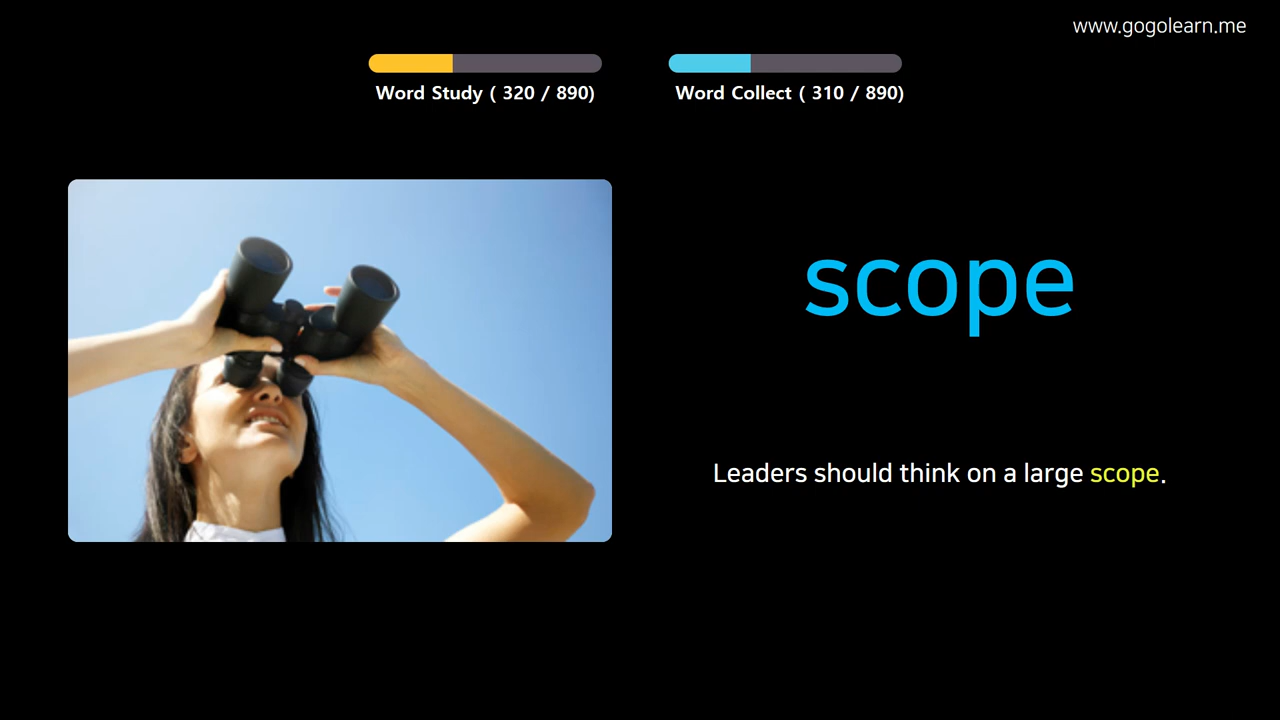 www.gogolearn.me
Word Study ( 320 / 890)
Word Collect ( 310 / 890)
scope
Leaders should think on a large scope.